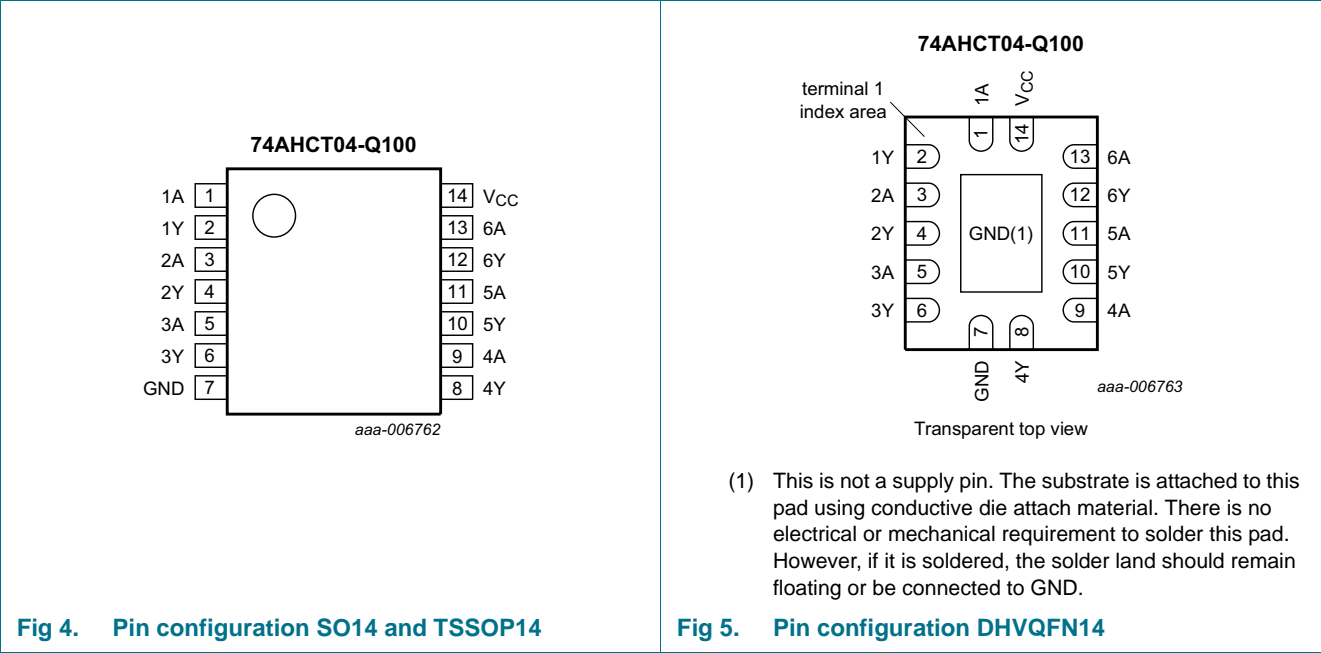 74AHCT04-Q100
1A 1 14 VCC
1Y 2 13 6A
2A 3 12 6Y
2Y 4 11 5A
3A 5 10 5Y
3Y 6 9 4A
GND 7 8 4Y
aaa-006762
Fig 4. Pin configuration SO14 and TSSOP14
74AHCT04-Q100
terminal 1
index area
1A VCC
1 14
1Y 2 13 6A
2A 3 12 6Y
2Y 4 GND(1) 11 5A
3A 5 10 5Y
3Y 6 9 4A
7 8
GND 4Y
aaa-006763
Transparent top view
(1) This is not a supply pin. The substrate is attached to this
pad using conductive die attach material. There is no
electrical or mechanical requirement to solder this pad.
However, if it is soldered, the solder land should remain
floating or be connected to GND.
Fig 5. Pin configuration DHVQFN14